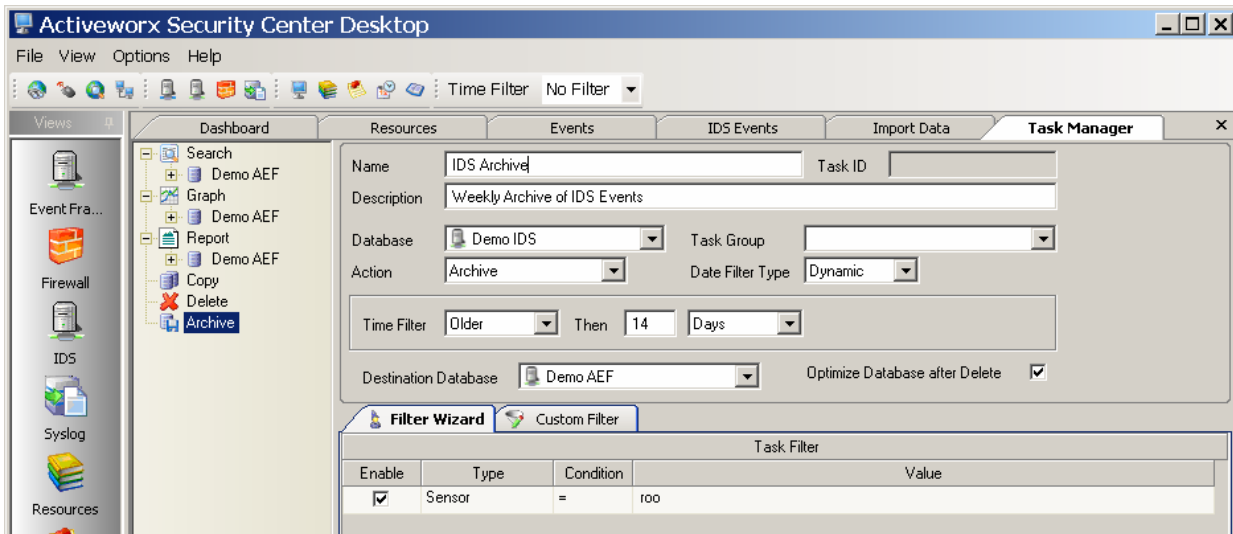 Activeworx Security Center Desktop
File View Options Help
Time Filter No Filter
Views
Dashboard Resources Events IDS Events Import Data Task Manager
Event Fra...
Firewall
IDS
Syslog
Resources
Search
Demo AEF
Graph
Demo AEF
Report
Demo AEF
Copy
Delete
Archive
Name IDS Archive Task ID
Description Weekly Archive of IDS Events
Database Demo IDS Task Group
Action Archive Date Filter Type Dynamic
Time Filter Older Then 14 Days
Destination Database Demo AEF Optimize Database after Delete
Filter Wizard Custom Filter
Task Filter
Enable Type Condition Value
Sensor = roo